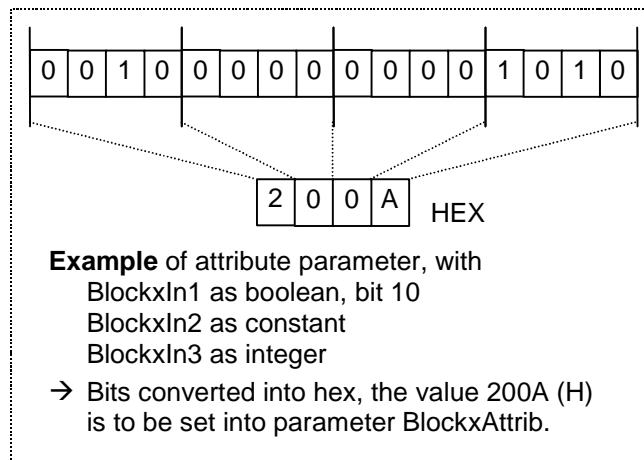 0 0 1 0 0 0 0 0 0 0 0 0 1 0 1 0
2 0 0 A HEX
Example of attribute parameter, with
BlockxIn1 as boolean, bit 10
BlockxIn2 as constant
BlockxIn3 as integer
→ Bits converted into hex, the value 200A (H)
is to be set into parameter BlockxAttrib.